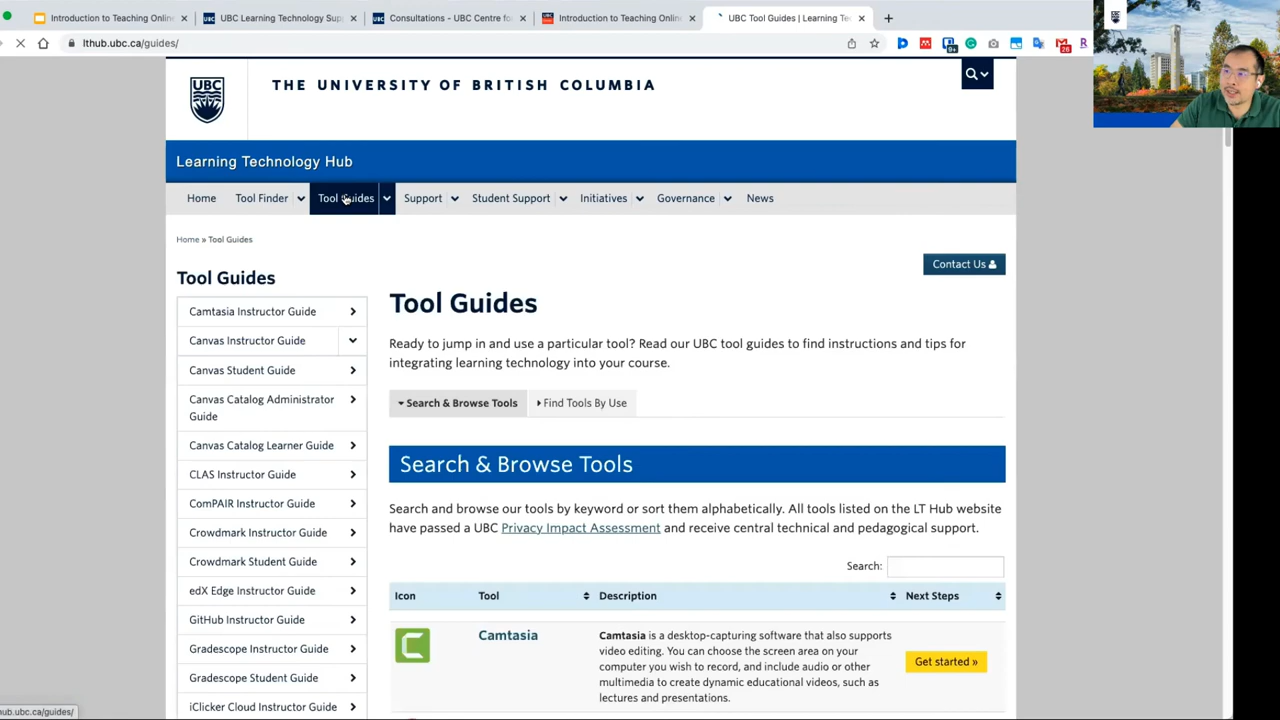 Introduction to Teaching Online
UBC Learning Technology Sup
Consultations - UBC Centre fo
Introduction to Teaching Online
UBC Tool Guides | Learning Te
lthub.ubc.ca/guides/
UBC
THE UNIVERSITY OF BRITISH COLUMBIA
Learning Technology Hub
Home
Tool Finder
Tool Guides
Support
Student Support
Initiatives
Governance
News
Home » Tool Guides
Contact Us
Tool Guides
Camtasia Instructor Guide
Canvas Instructor Guide
Canvas Student Guide
Canvas Catalog Administrator
Guide
Canvas Catalog Learner Guide
CLAS Instructor Guide
ComPAIR Instructor Guide
Crowdmark Instructor Guide
Crowdmark Student Guide
edX Edge Instructor Guide
GitHub Instructor Guide
Gradescope Instructor Guide
Gradescope Student Guide
iClicker Cloud Instructor Guide
Tool Guides
Ready to jump in and use a particular tool? Read our UBC tool guides to find instructions and tips for
integrating learning technology into your course.
Search & Browse Tools
Find Tools By Use
Search & Browse Tools
Search and browse our tools by keyword or sort them alphabetically. All tools listed on the LT Hub website
have passed a UBC Privacy Impact Assessment and receive central technical and pedagogical support.
Search:
Icon
Tool
Description
Next Steps
Camtasia
Camtasia is a desktop-capturing software that also supports
video editing. You can choose the screen area on your
computer you wish to record, and include audio or other
multimedia to create dynamic educational videos, such as
lectures and presentations.
Get started »
hub.ubc.ca/guides/